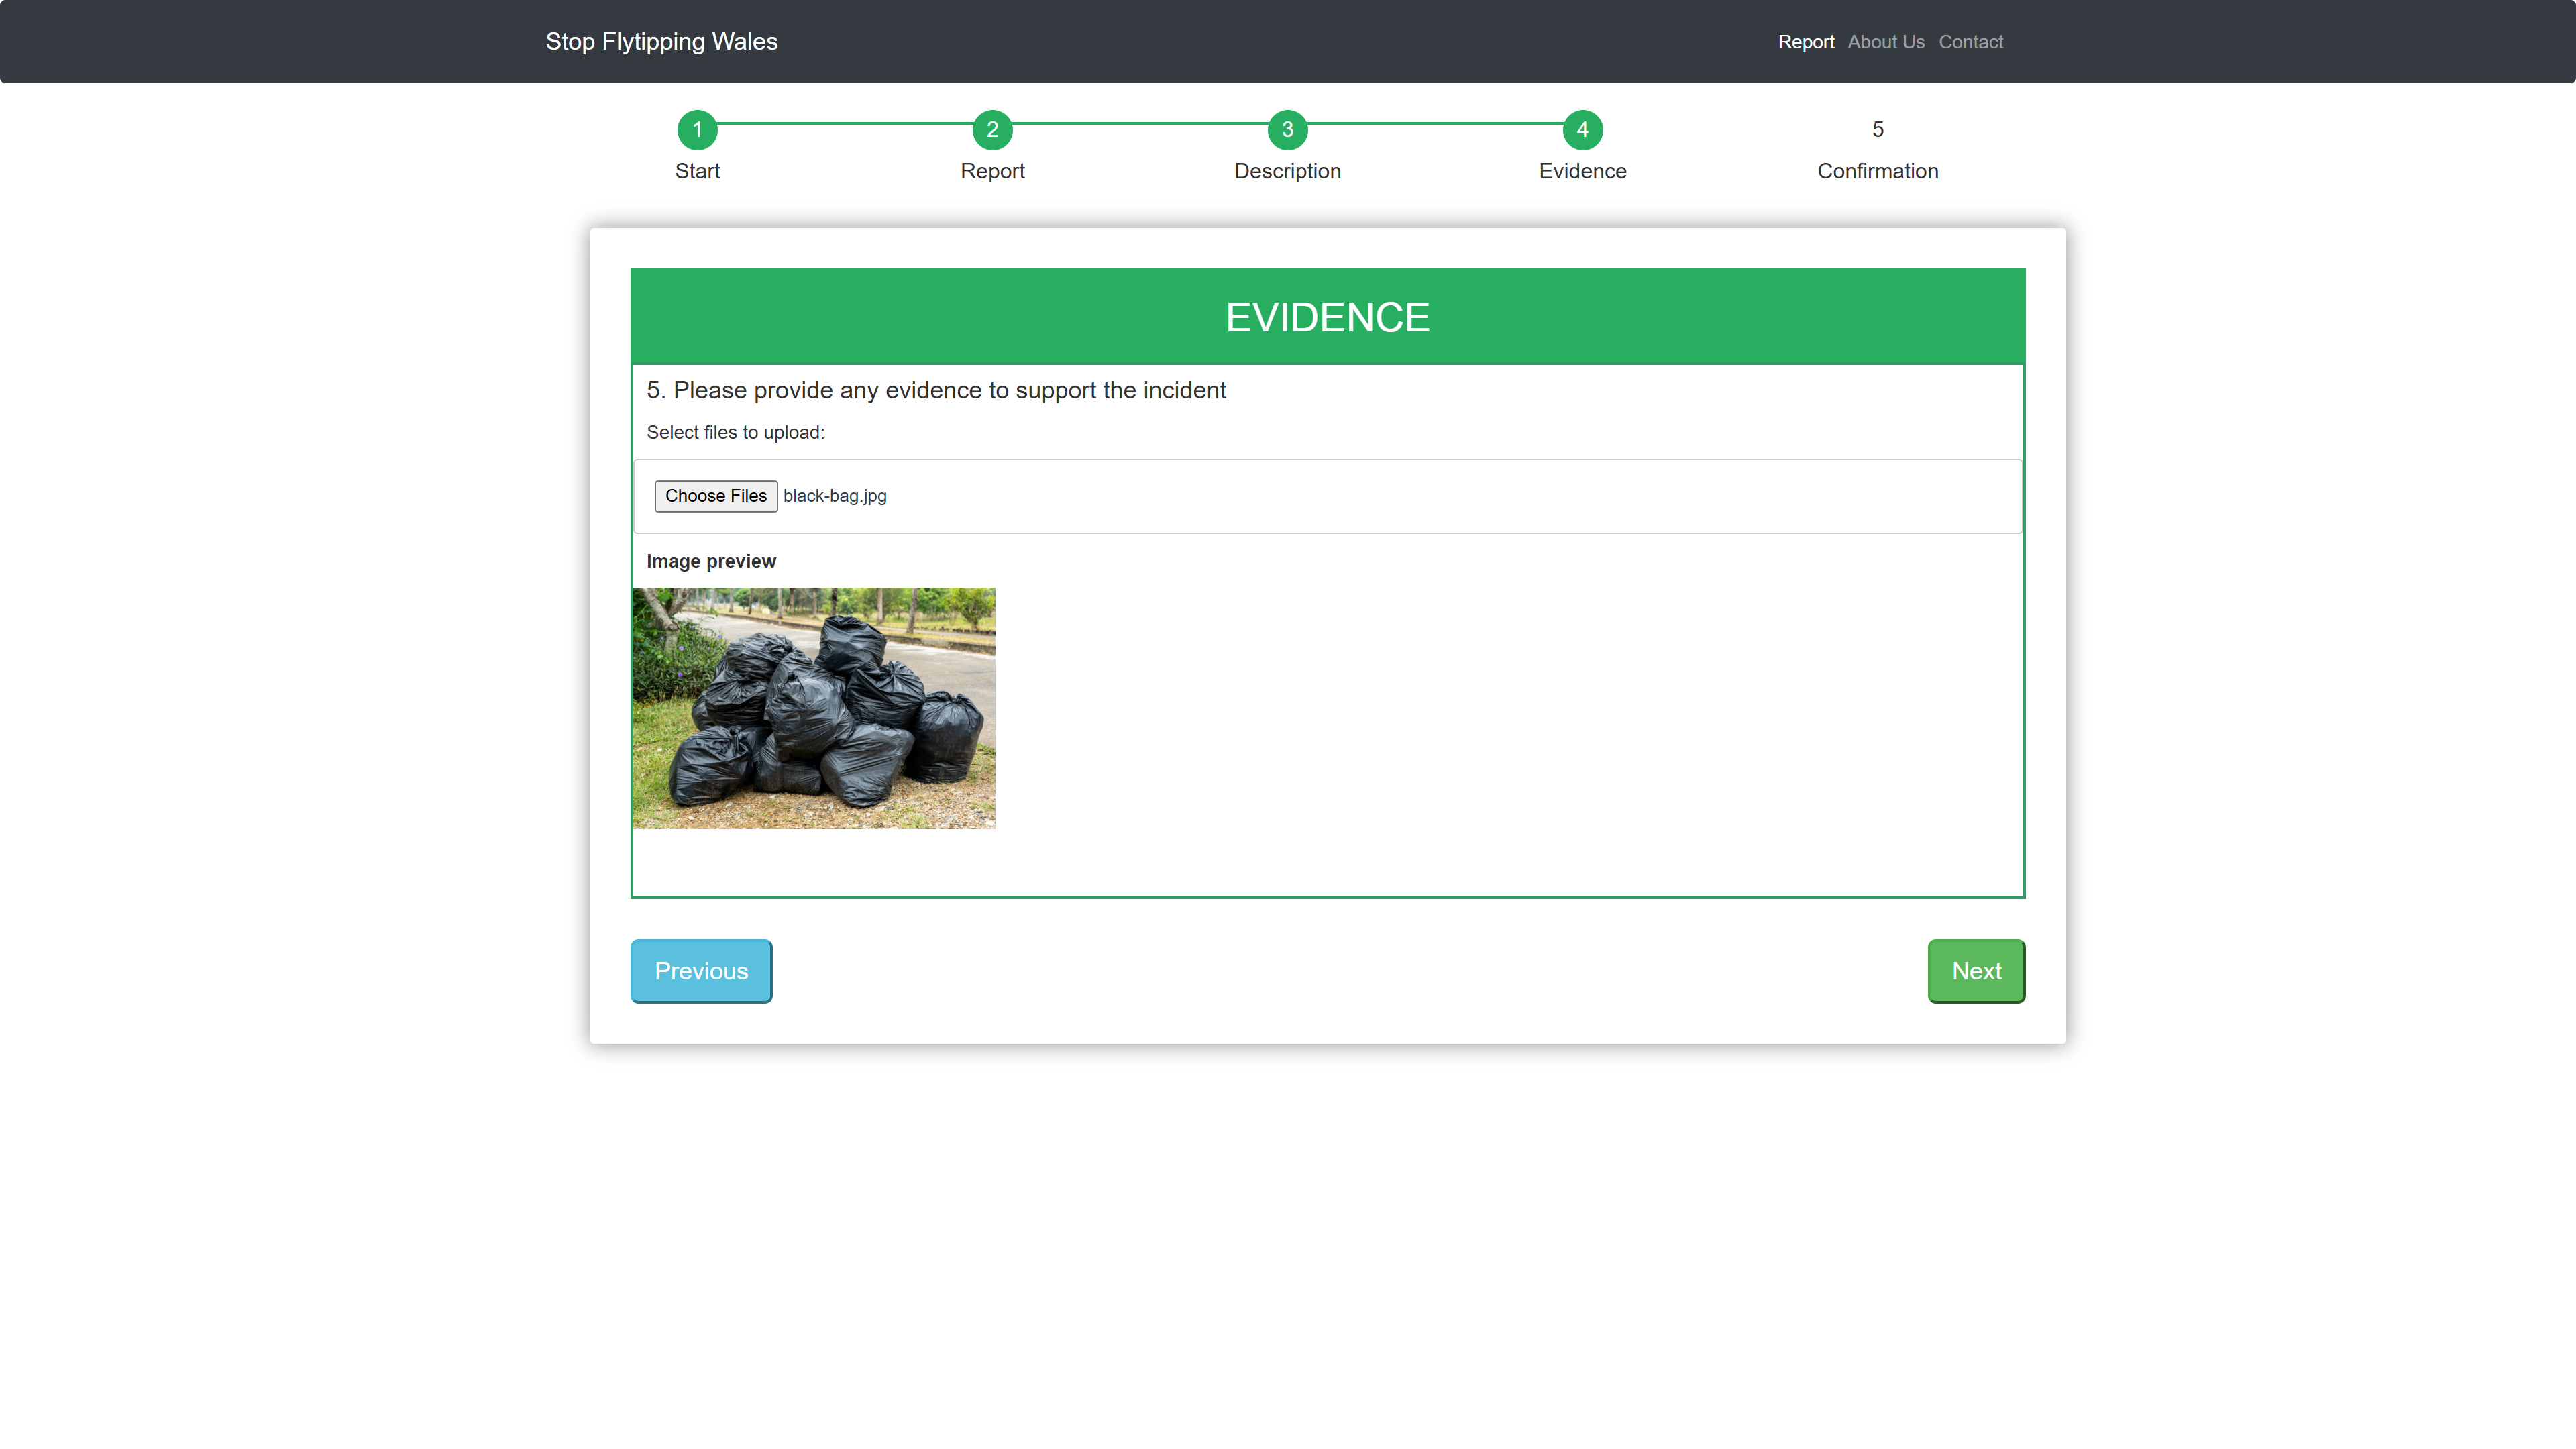 Stop Flytipping Wales
Report About Us Contact
1 2 3 4 5
Start Report Description Evidence Confirmation
EVIDENCE
5. Please provide any evidence to support the incident
Select files to upload:
Choose Files black-bag.jpg
Image preview
Previous Next